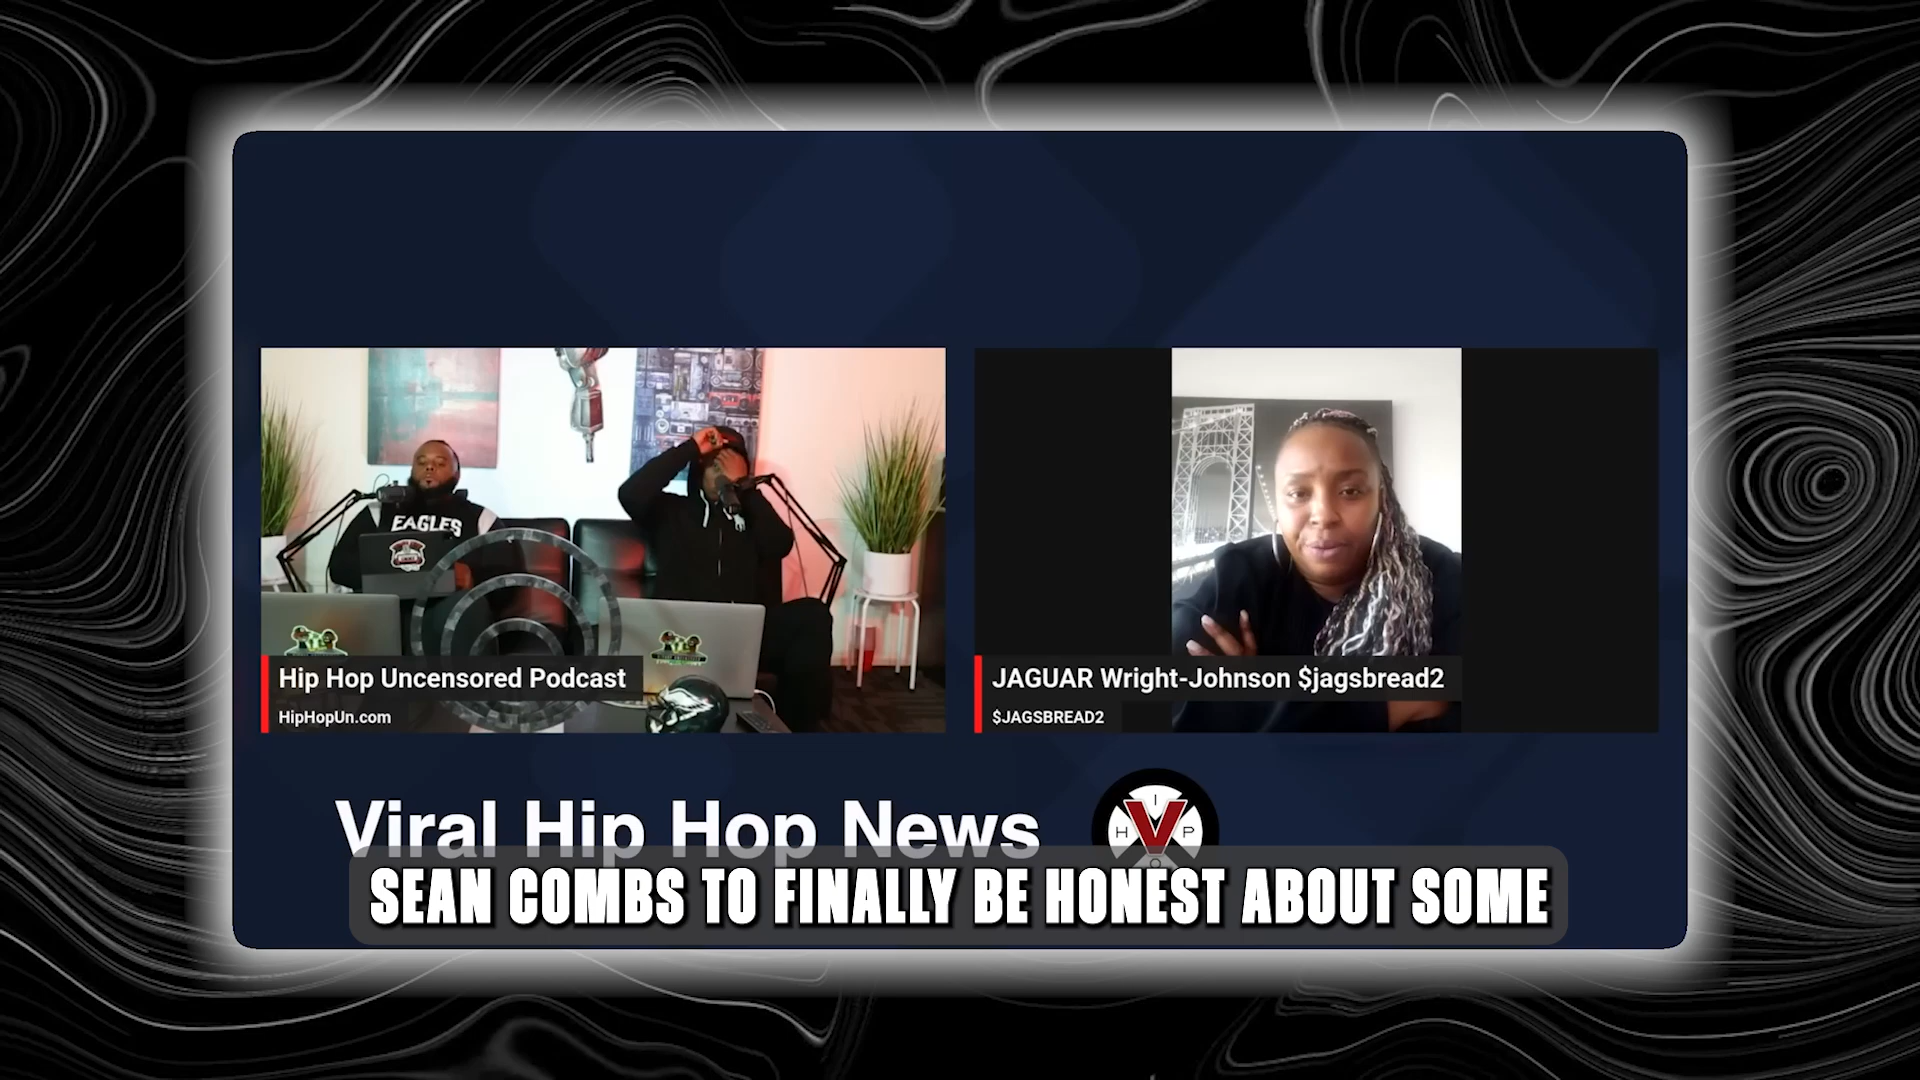 EAGLES
Hip Hop Uncensored Podcast
HipHopUn.com
JAGUAR Wright-Johnson $jagsbread2
$JAGSBREAD2
Viral Hip Hop News
H I P
V
O
SEAN COMBS TO FINALLY BE HONEST ABOUT SOME